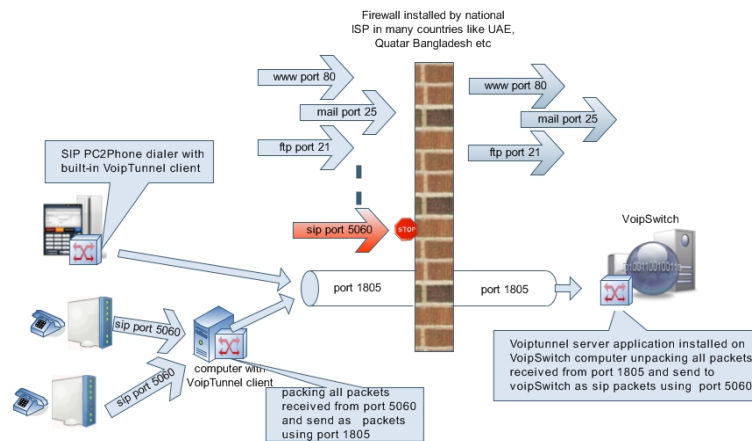 Firewall installed by national
ISP in many countries like UAE,
Quatar Bangladesh etc
www port 80
mail port 25
ftp port 21
www port 80
mail port 25
ftp port 21
SIP PC2Phone dialer with
built-in VoipTunnel client
sip port 5060
STOP
VoipSwitch
port 1805
port 1805
sip port 5060
sip port 5060
computer with
VoipTunnel client
packing all packets
received from port 5060
and send as packets
using port 1805
Voiptunnel server application installed on
VoipSwitch computer unpacking all packets
received from port 1805 and send to
voipSwitch as sip packets using port 5060